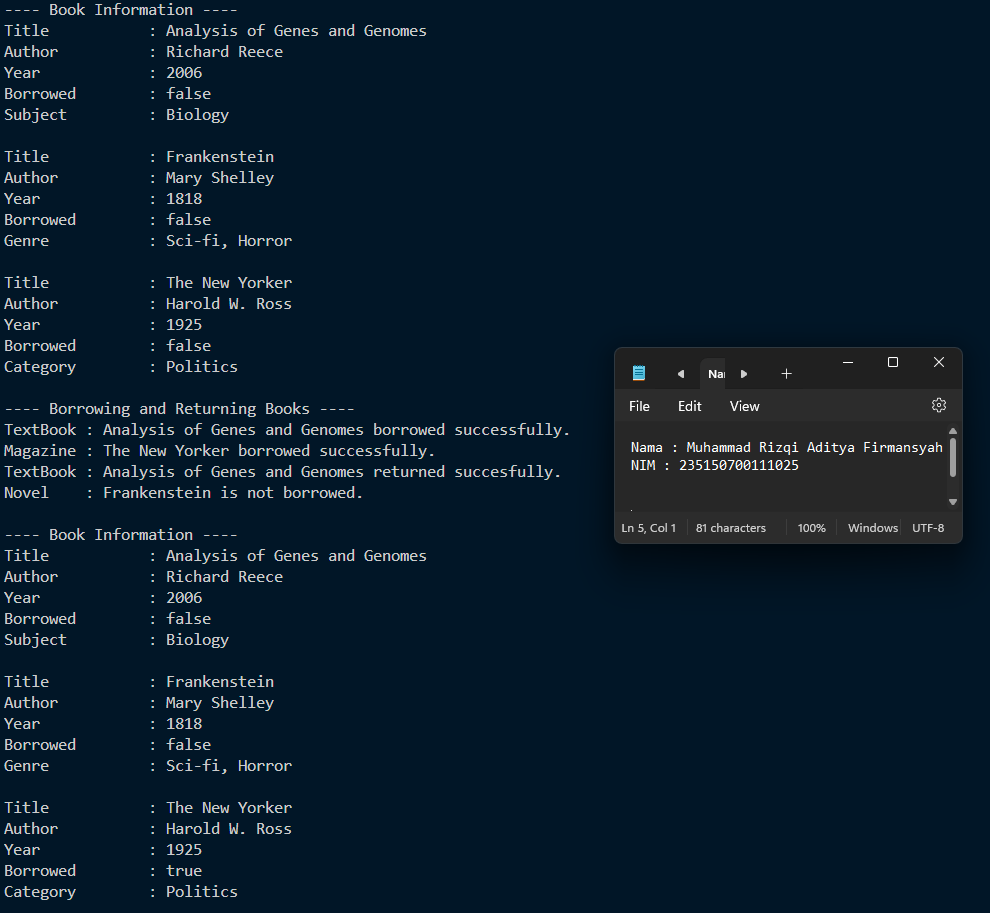 ---- Book Information ----
Title           : Analysis of Genes and Genomes
Author          : Richard Reece
Year            : 2006
Borrowed        : false
Subject         : Biology

Title           : Frankenstein
Author          : Mary Shelley
Year            : 1818
Borrowed        : false
Genre           : Sci-fi, Horror

Title           : The New Yorker
Author          : Harold W. Ross
Year            : 1925
Borrowed        : false
Category        : Politics

---- Borrowing and Returning Books ----
TextBook : Analysis of Genes and Genomes borrowed successfully.
Magazine : The New Yorker borrowed successfully.
TextBook : Analysis of Genes and Genomes returned succesfully.
Novel    : Frankenstein is not borrowed.

---- Book Information ----
Title           : Analysis of Genes and Genomes
Author          : Richard Reece
Year            : 2006
Borrowed        : false
Subject         : Biology

Title           : Frankenstein
Author          : Mary Shelley
Year            : 1818
Borrowed        : false
Genre           : Sci-fi, Horror

Title           : The New Yorker
Author          : Harold W. Ross
Year            : 1925
Borrowed        : true
Category        : Politics

File Edit View
Nama : Muhammad Rizqi Aditya Firmansyah
NIM : 235150700111025
Ln 5, Col 1 81 characters 100% Windows UTF-8